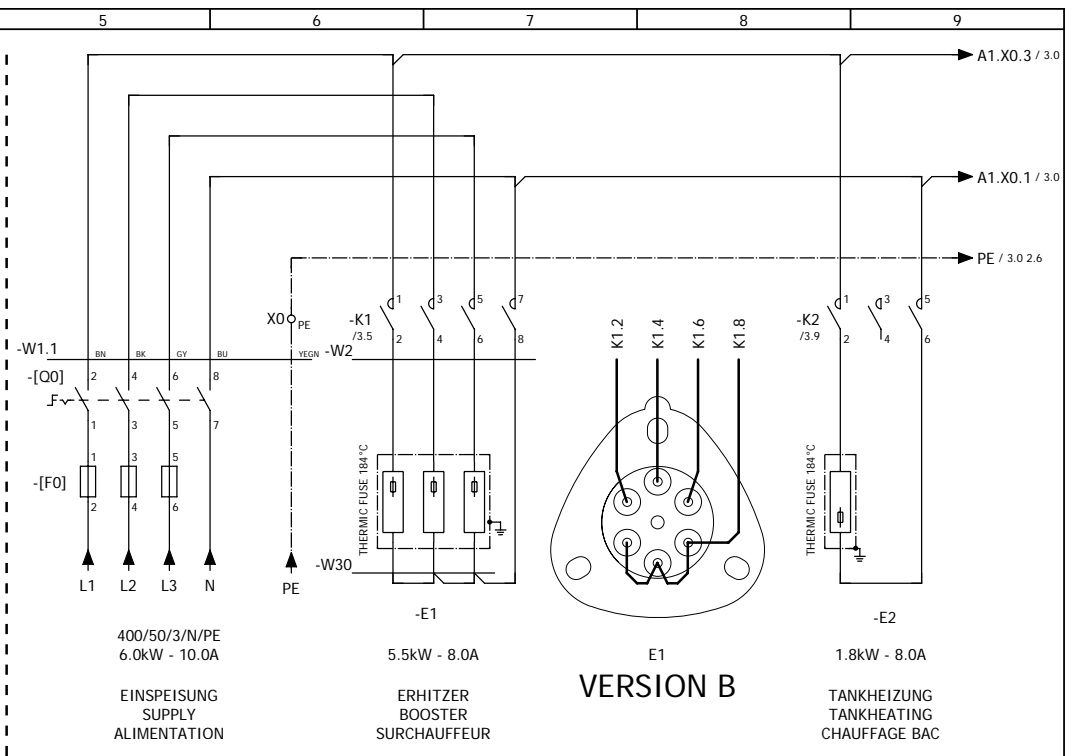 5 6 7 8 9
A1.X0.3 / 3.0
A1.X0.1 / 3.0
PE / 3.0 2.6
X0 PE
-K1 1 3 5 7
/3.5 2 4 6 8
K1.2 K1.4 K1.6 K1.8
-K2 1 3 5
/3.9 2 4 6
-W1.1 BN BK GY BU YEGN -W2
-[Q0] 2 4 6 8
F
1 3 5 7
1 3 5
-[F0]
2 4 6
THERMIC FUSE 184°C
THERMIC FUSE 184°C
-W30
L1 L2 L3 N PE
-E1
-E2
400/50/3/N/PE
6.0kW - 10.0A
5.5kW - 8.0A
E1
1.8kW - 8.0A
VERSION B
EINSPEISUNG
SUPPLY
ALIMENTATION
ERHITZER
BOOSTER
SURCHAUFFEUR
TANKHEIZUNG
TANKHEATING
CHAUFFAGE BAC